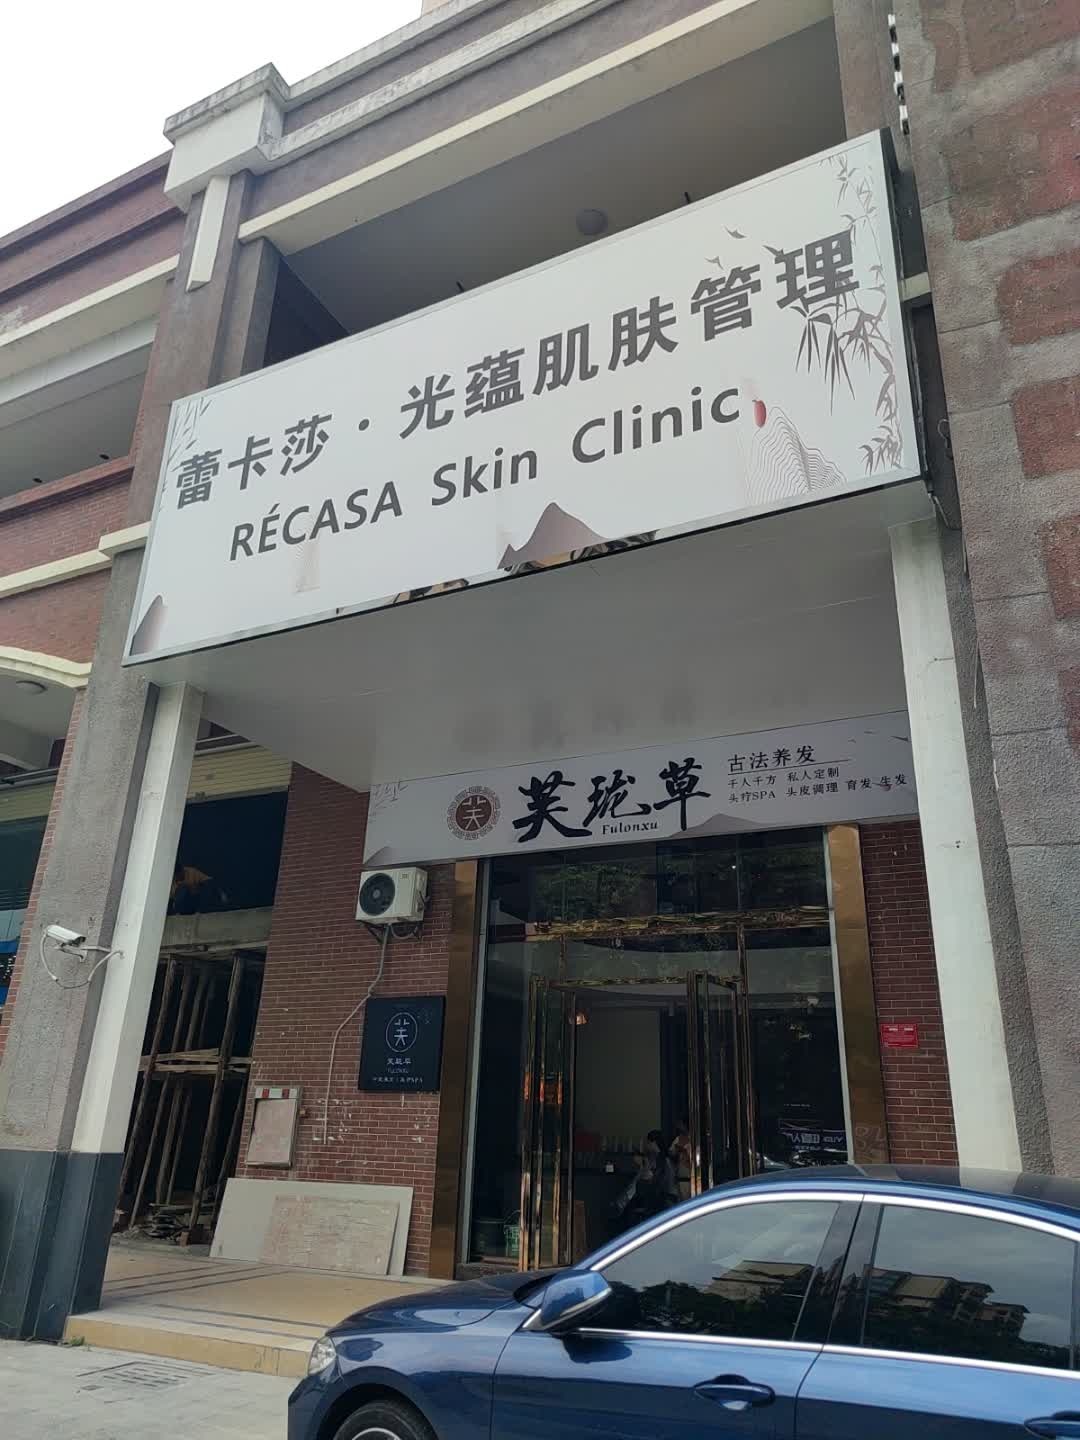 蕾卡莎·光蕴肌肤管理
RÉCASA Skin Clinic
芙珑草
Fulonxu
古法养发
千人千方 私人定制
头疗SPA 头皮调理 育发 生发
芙珑草